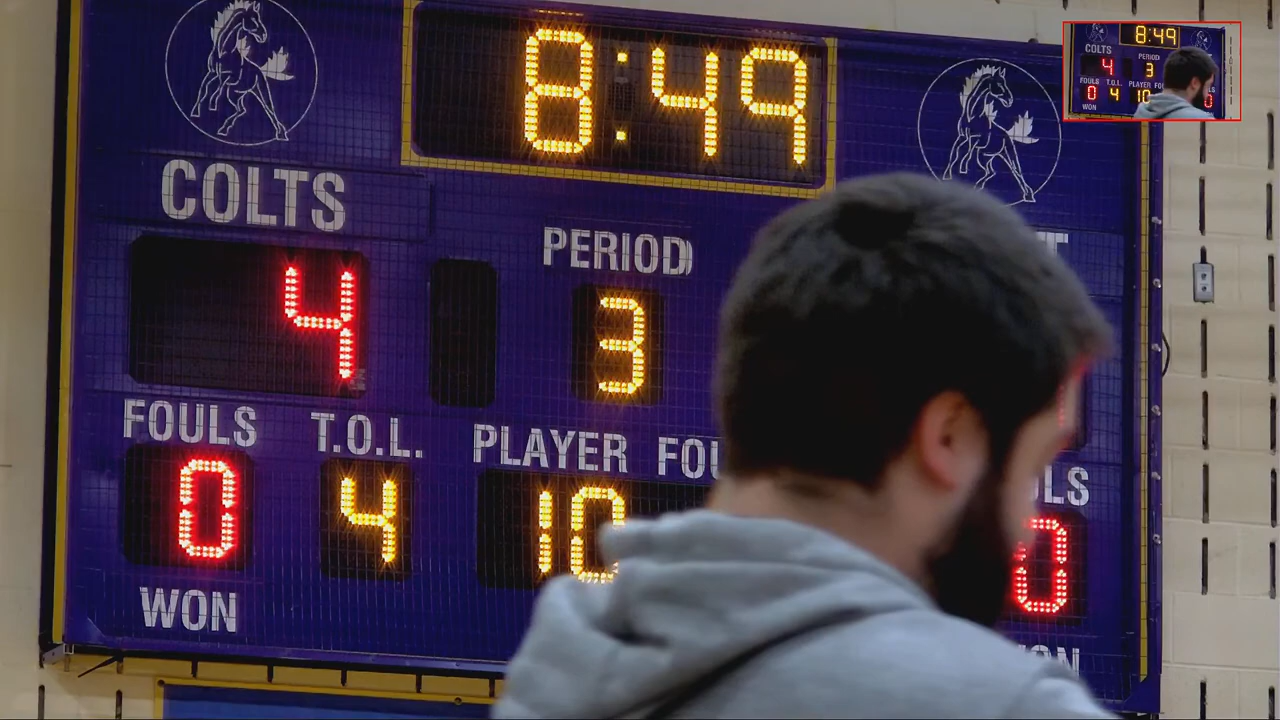 8:49
COLTS
PERIOD
4
3
FOULS T.O.L. PLAYER
0 4 10 0
WON